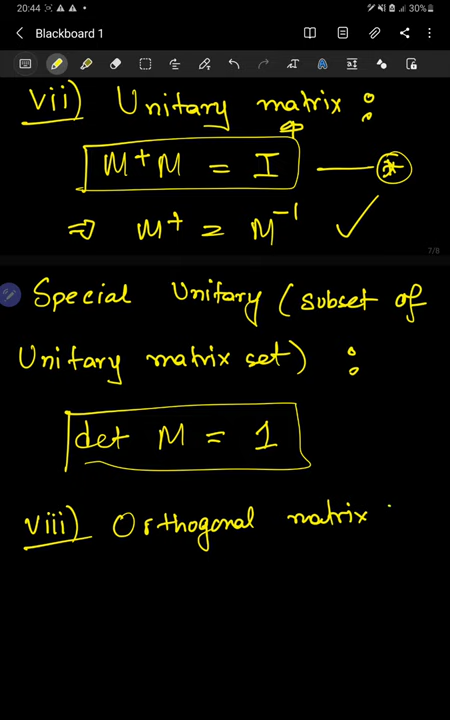 20:44
30%
Blackboard 1
vii) Unitary matrix :
M⁺M = I — *
⇒ M⁺ = M⁻¹ ✓
7/8
Special Unitary (subset of
Unitary matrix set) :
det M = 1
viii) Orthogonal matrix